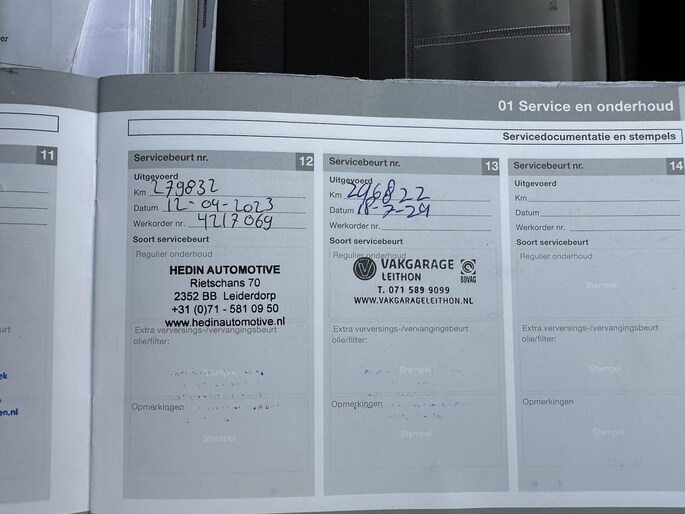 01 Service en onderhoud
Servicedocumentatie en stempels
11
Servicebeurt nr. 12
Uitgevoerd
Km 279832
Datum 12-04-2023
Werkorder nr. 4217069
Soort servicebeurt
Regulier onderhoud
HEDIN AUTOMOTIVE
Rietschans 70
2352 BB Leiderdorp
+31 (0)71 - 581 09 50
www.hedinautomotive.nl
Extra verversings-/vervangingsbeurt
olie/filter:
Stempel
Opmerkingen
Stempel
Servicebeurt nr. 13
Uitgevoerd
Km 296822
Datum 18-7-24
Werkorder nr.
Soort servicebeurt
Regulier onderhoud
VAKGARAGE
LEITHON
BOVAG
T. 071 589 9099
WWW.VAKGARAGELEITHON.NL
Extra verversings-/vervangingsbeurt
olie/filter:
Stempel
Opmerkingen
Stempel
Servicebeurt nr. 14
Uitgevoerd
Km
Datum
Werkorder nr.
Soort servicebeurt
Regulier onderhoud
Stempel
Extra verversings-/vervangingsbeurt
olie/filter:
Stempel
Opmerkingen
Stempel